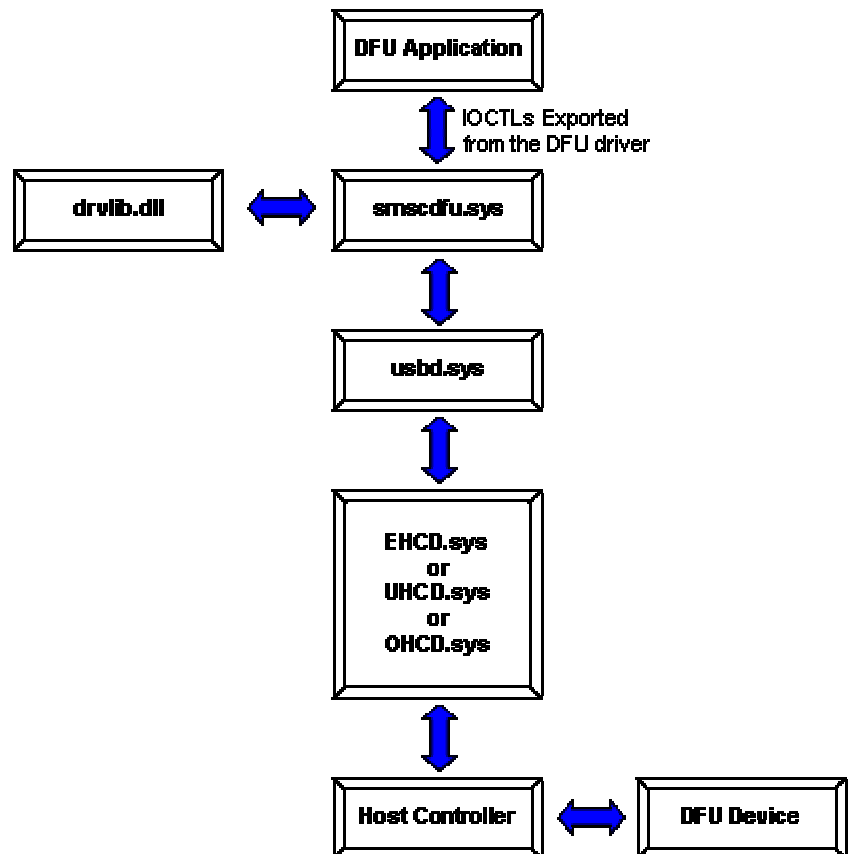 DFU Application
IOCTLs Exported
from the DFU driver
drvlib.dll
smscdfu.sys
usbd.sys
EHCD.sys
or
UHCD.sys
or
OHCD.sys
Host Controller
DFU Device